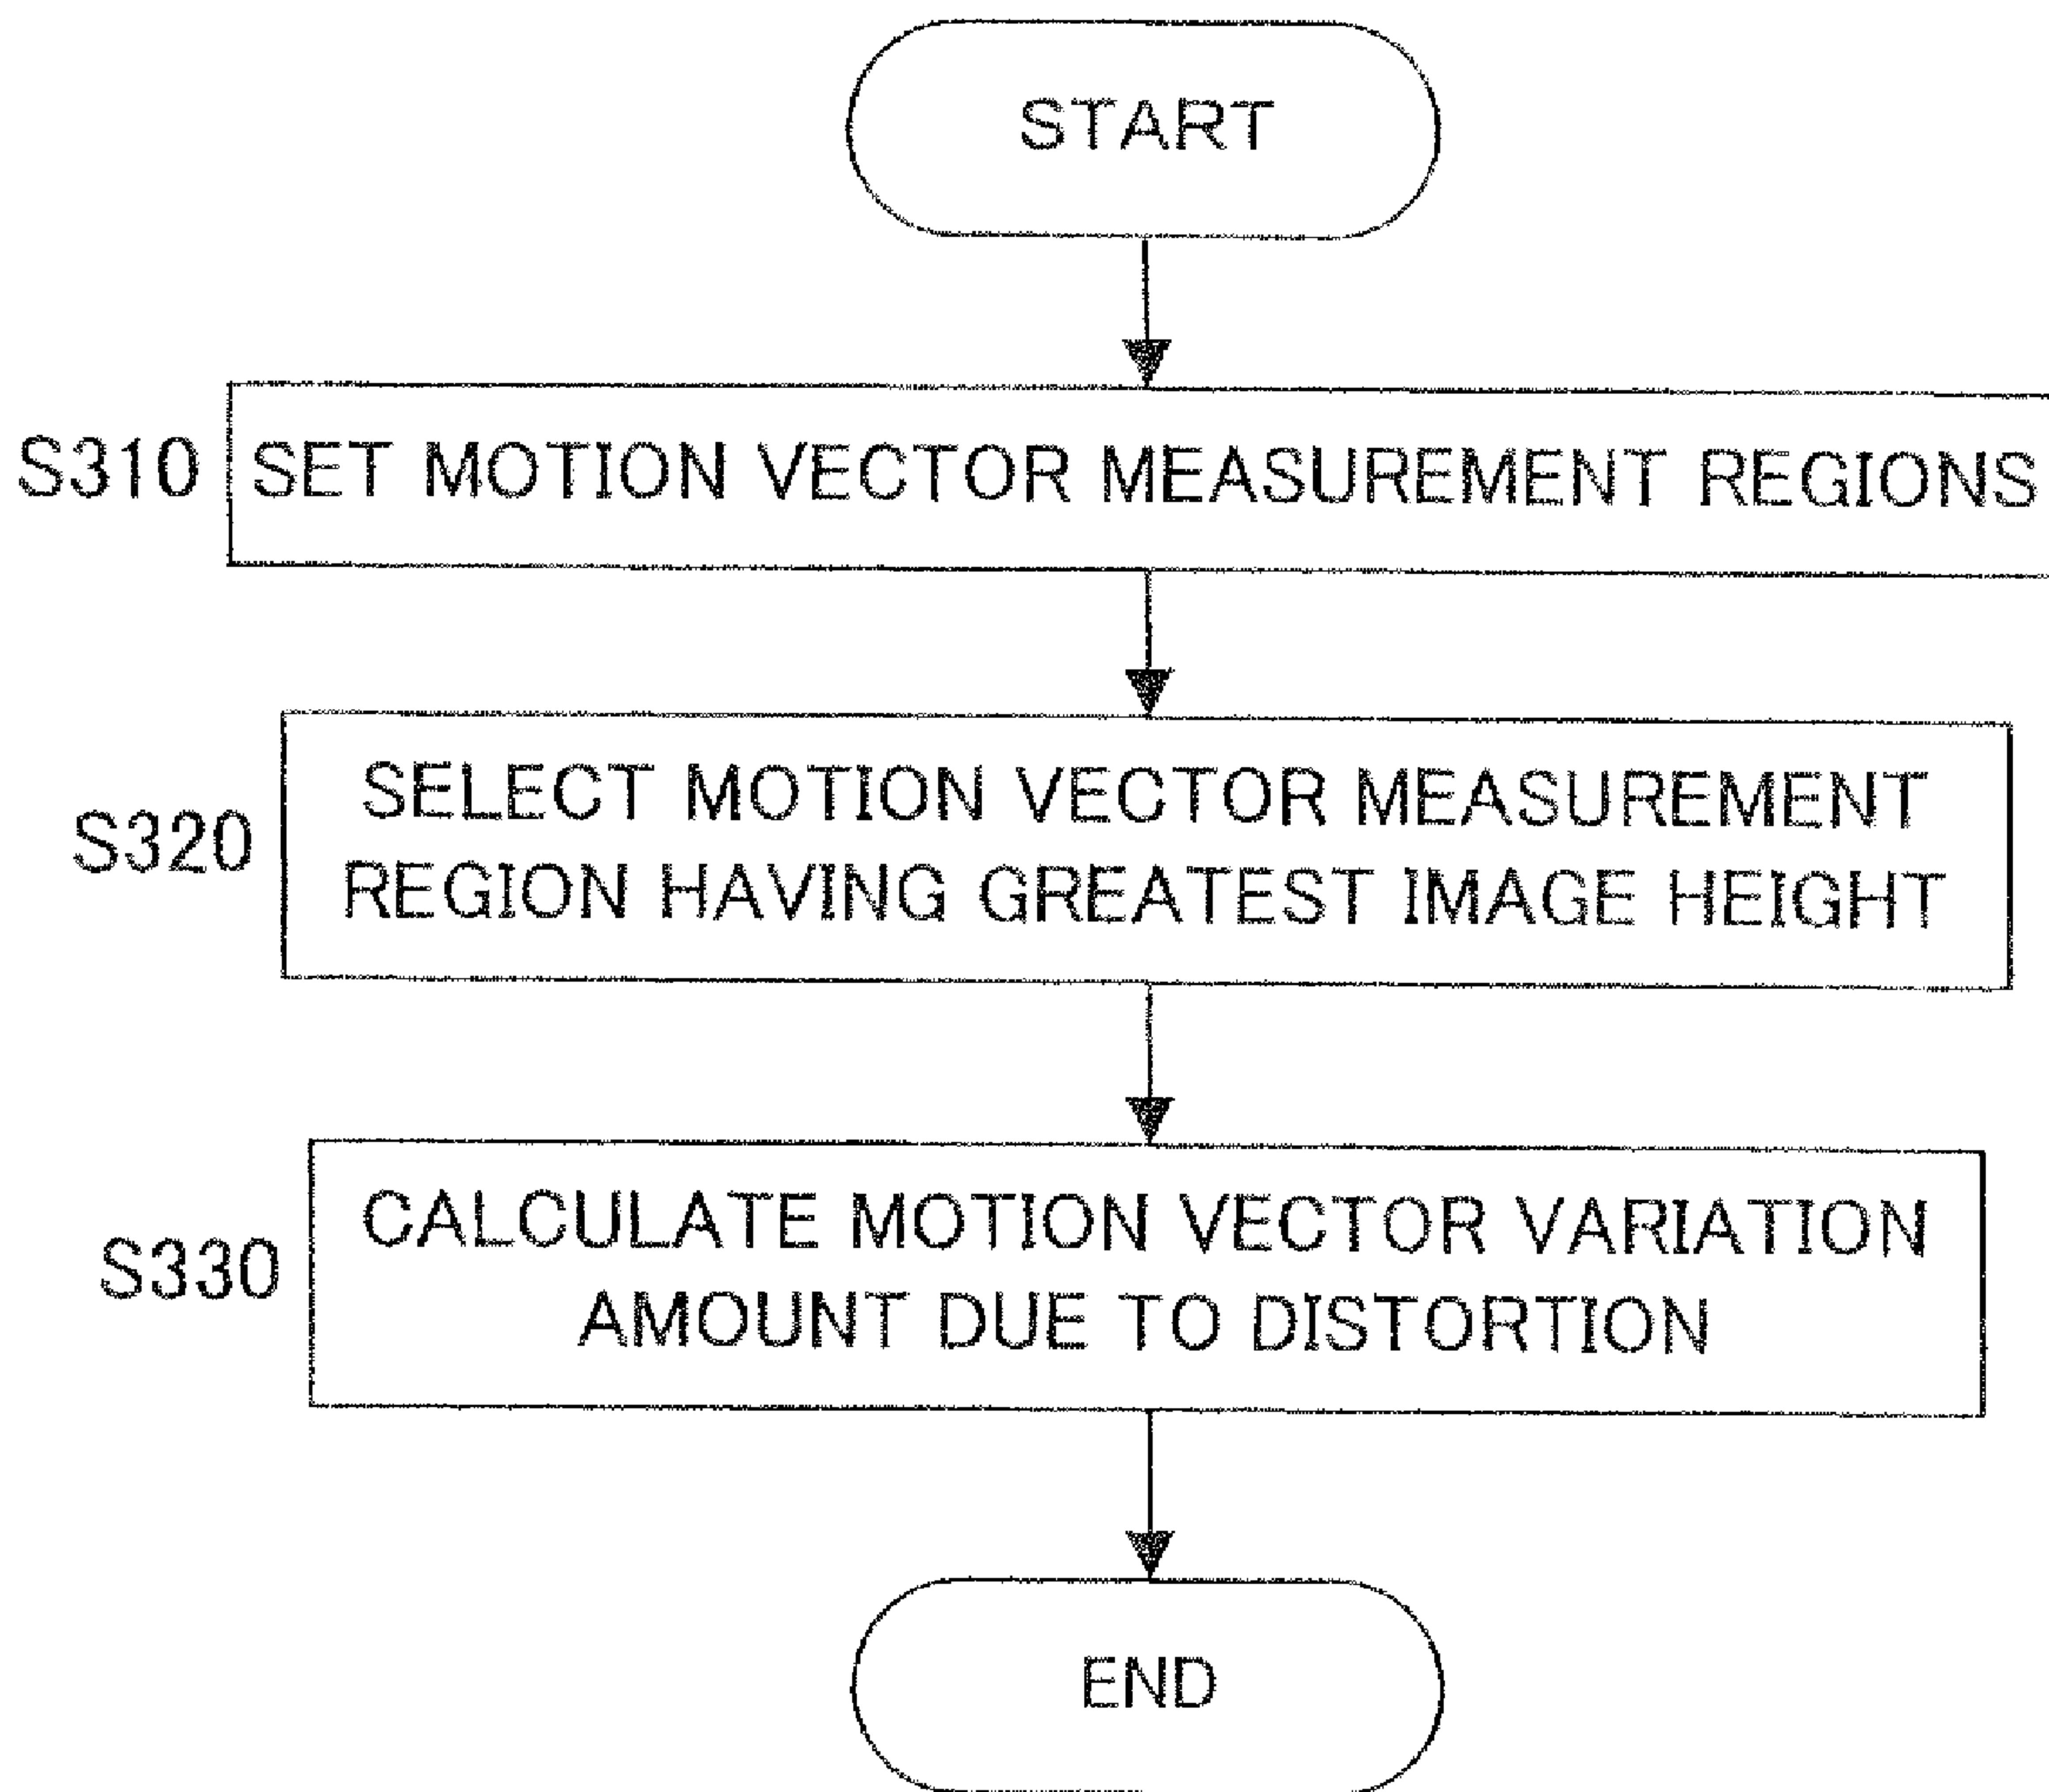 START
S310 SET MOTION VECTOR MEASUREMENT REGIONS
S320
SELECT MOTION VECTOR MEASUREMENT
REGION HAVING GREATEST IMAGE HEIGHT
S330
CALCULATE MOTION VECTOR VARIATION
AMOUNT DUE TO DISTORTION
END